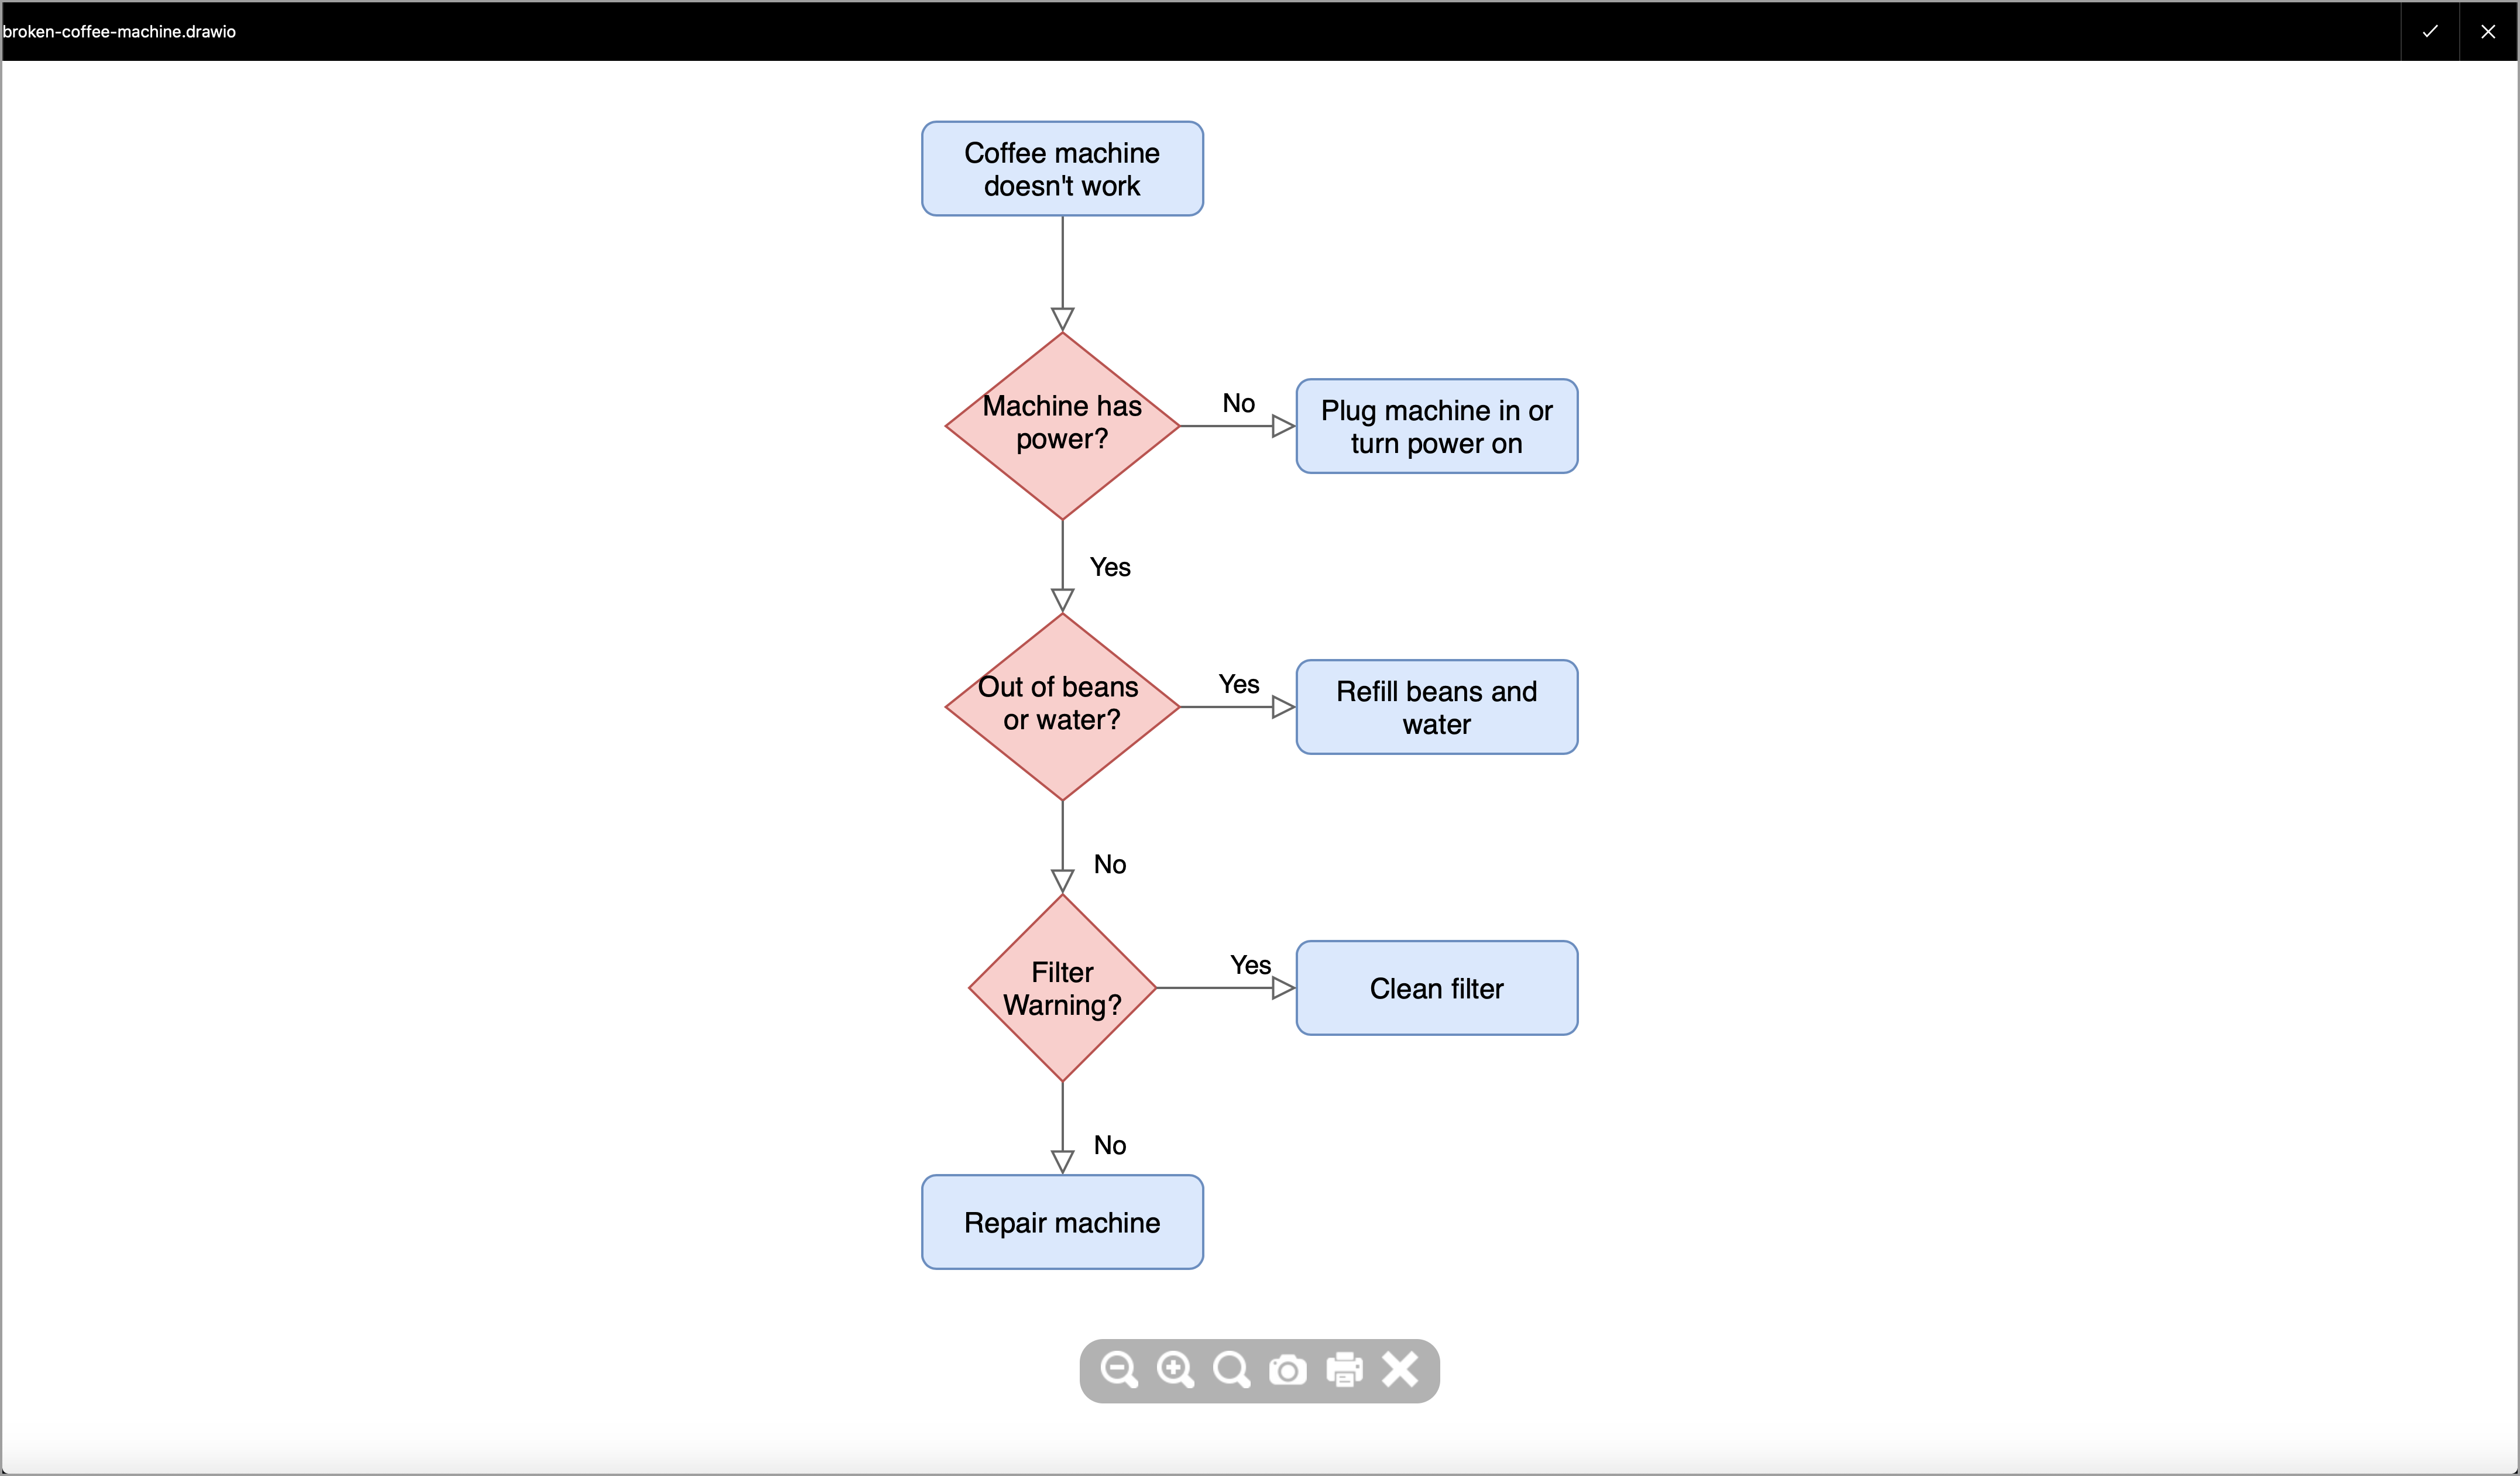 broken-coffee-machine.drawio
Coffee machine
doesn't work
Machine has
power?
No
Plug machine in or
turn power on
Yes
Out of beans
or water?
Yes
Refill beans and
water
No
Filter
Warning?
Yes
Clean filter
No
Repair machine